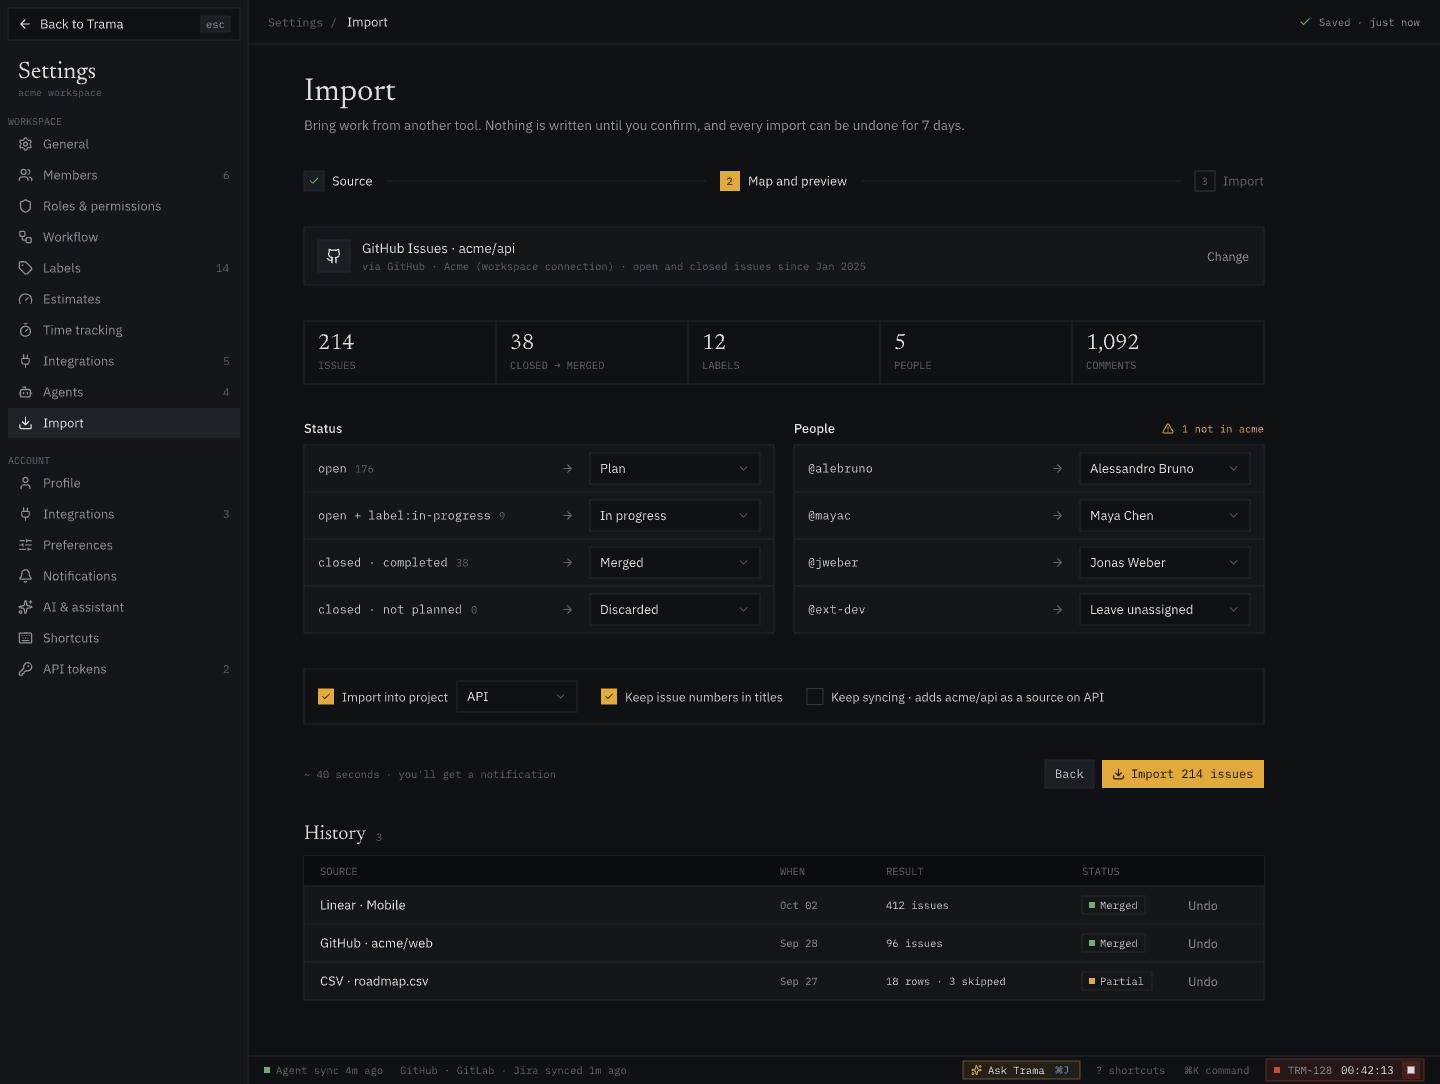 Back to Trama esc
Settings
acme workspace
WORKSPACE
General
Members 6
Roles & permissions
Workflow
Labels 14
Estimates
Time tracking
Integrations 5
Agents 4
Import
ACCOUNT
Profile
Integrations 3
Preferences
Notifications
AI & assistant
Shortcuts
API tokens 2
Settings / Import
Saved · just now
Import
Bring work from another tool. Nothing is written until you confirm, and every import can be undone for 7 days.
Source
2 Map and preview
3 Import
GitHub Issues · acme/api
via GitHub · Acme (workspace connection) · open and closed issues since Jan 2025
Change
214
ISSUES
38
CLOSED → MERGED
12
LABELS
5
PEOPLE
1,092
COMMENTS
Status
open 176 → Plan
open + label:in-progress 9 → In progress
closed · completed 38 → Merged
closed · not planned 0 → Discarded
People
1 not in acme
@alebruno → Alessandro Bruno
@mayac → Maya Chen
@jweber → Jonas Weber
@ext-dev → Leave unassigned
Import into project API
Keep issue numbers in titles
Keep syncing · adds acme/api as a source on API
~ 40 seconds · you'll get a notification
Back
Import 214 issues
History 3
SOURCE WHEN RESULT STATUS
Linear · Mobile Oct 02 412 issues Merged Undo
GitHub · acme/web Sep 28 96 issues Merged Undo
CSV · roadmap.csv Sep 27 18 rows · 3 skipped Partial Undo
Agent sync 4m ago
GitHub · GitLab · Jira synced 1m ago
Ask Trama ⌘J
? shortcuts
⌘K command
TRM-128 00:42:13